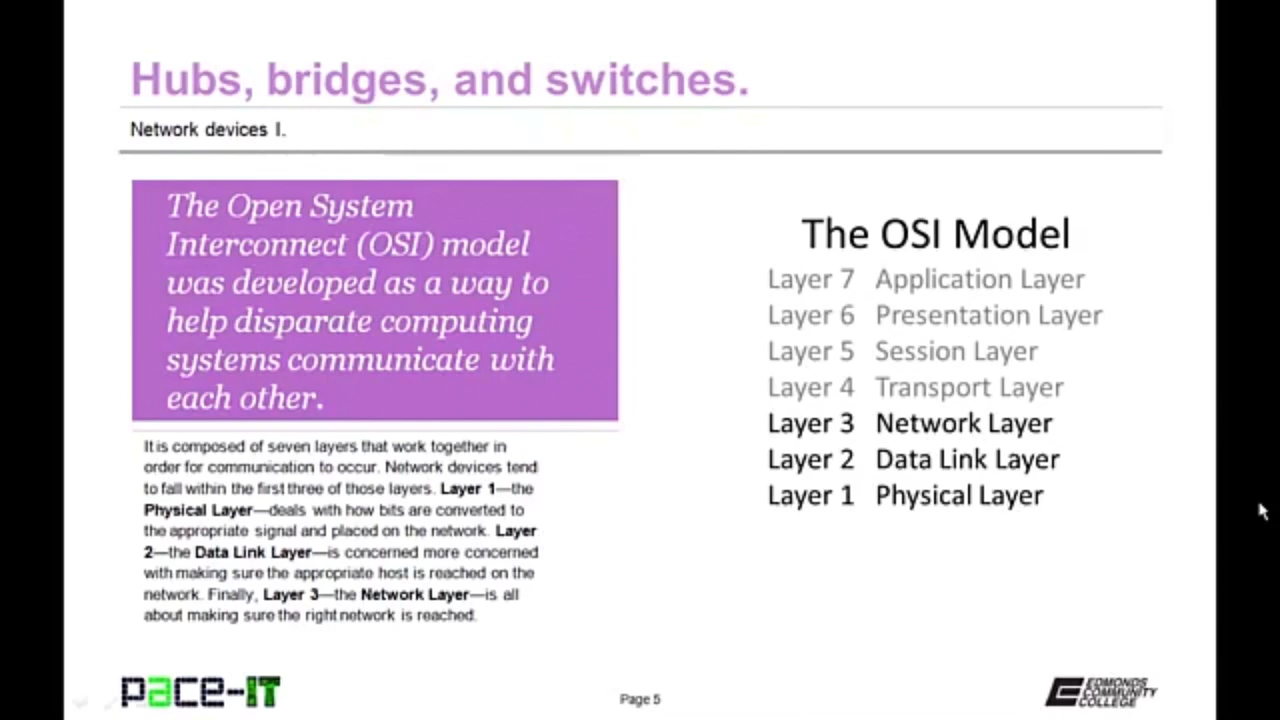 Hubs, bridges, and switches.
Network devices I.
The Open System
Interconnect (OSI) model
was developed as a way to
help disparate computing
systems communicate with
each other.
It is composed of seven layers that work together in
order for communication to occur. Network devices tend
to fall within the first three of those layers. Layer 1—the
Physical Layer—deals with how bits are converted to
the appropriate signal and placed on the network. Layer
2—the Data Link Layer—is concerned more concerned
with making sure the appropriate host is reached on the
network. Finally, Layer 3—the Network Layer—is all
about making sure the right network is reached.
The OSI Model
Layer 7 Application Layer
Layer 6 Presentation Layer
Layer 5 Session Layer
Layer 4 Transport Layer
Layer 3 Network Layer
Layer 2 Data Link Layer
Layer 1 Physical Layer
pace-IT
Page 5
EDMONDS
COMMUNITY
COLLEGE